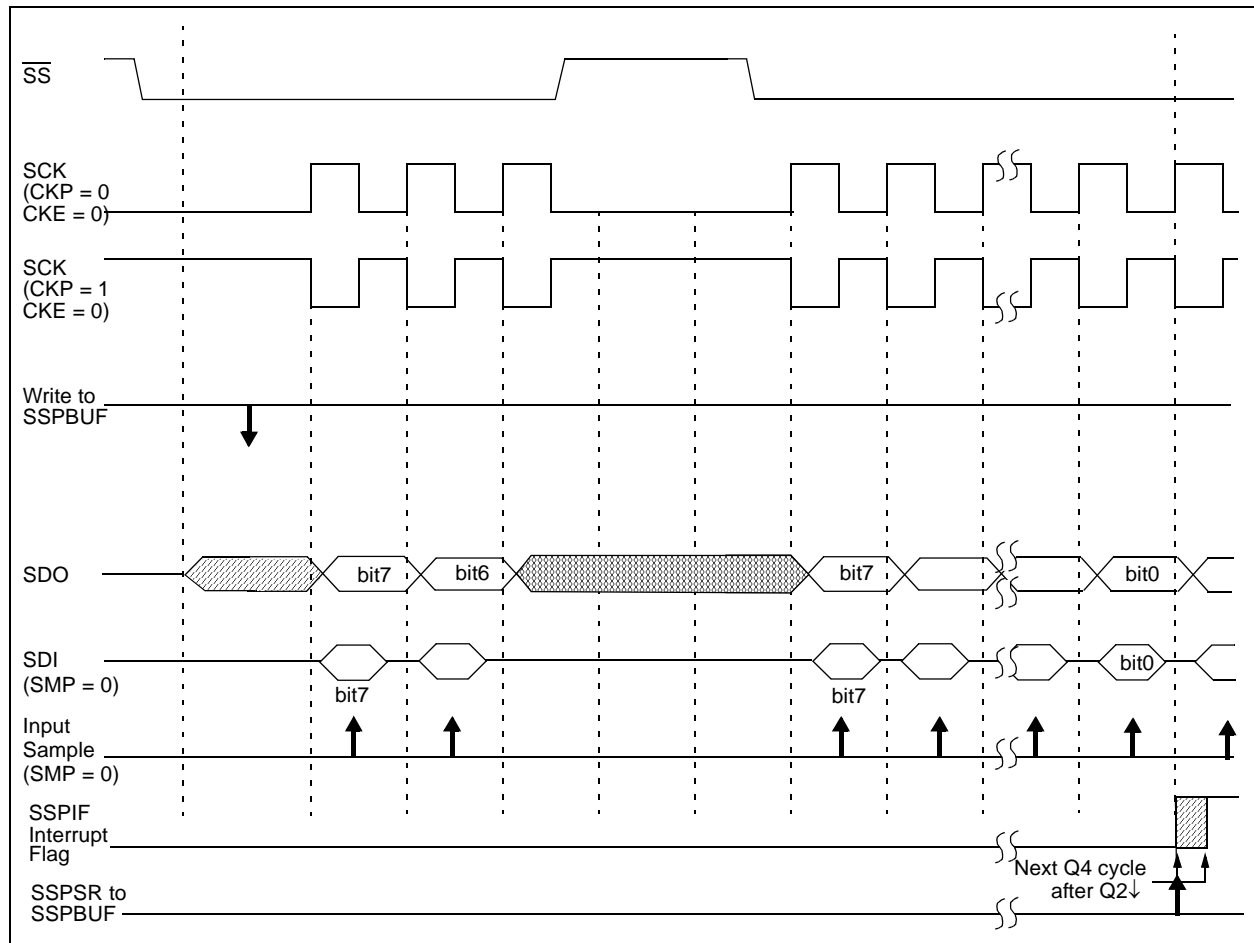 SS
SCK
(CKP = 0
CKE = 0)
SCK
(CKP = 1
CKE = 0)
Write to
SSPBUF
SDO
bit7
bit6
bit7
bit0
SDI
(SMP = 0)
bit7
bit7
bit0
Input
Sample
(SMP = 0)
SSPIF
Interrupt
Flag
Next Q4 cycle
after Q2↓
SSPSR to
SSPBUF